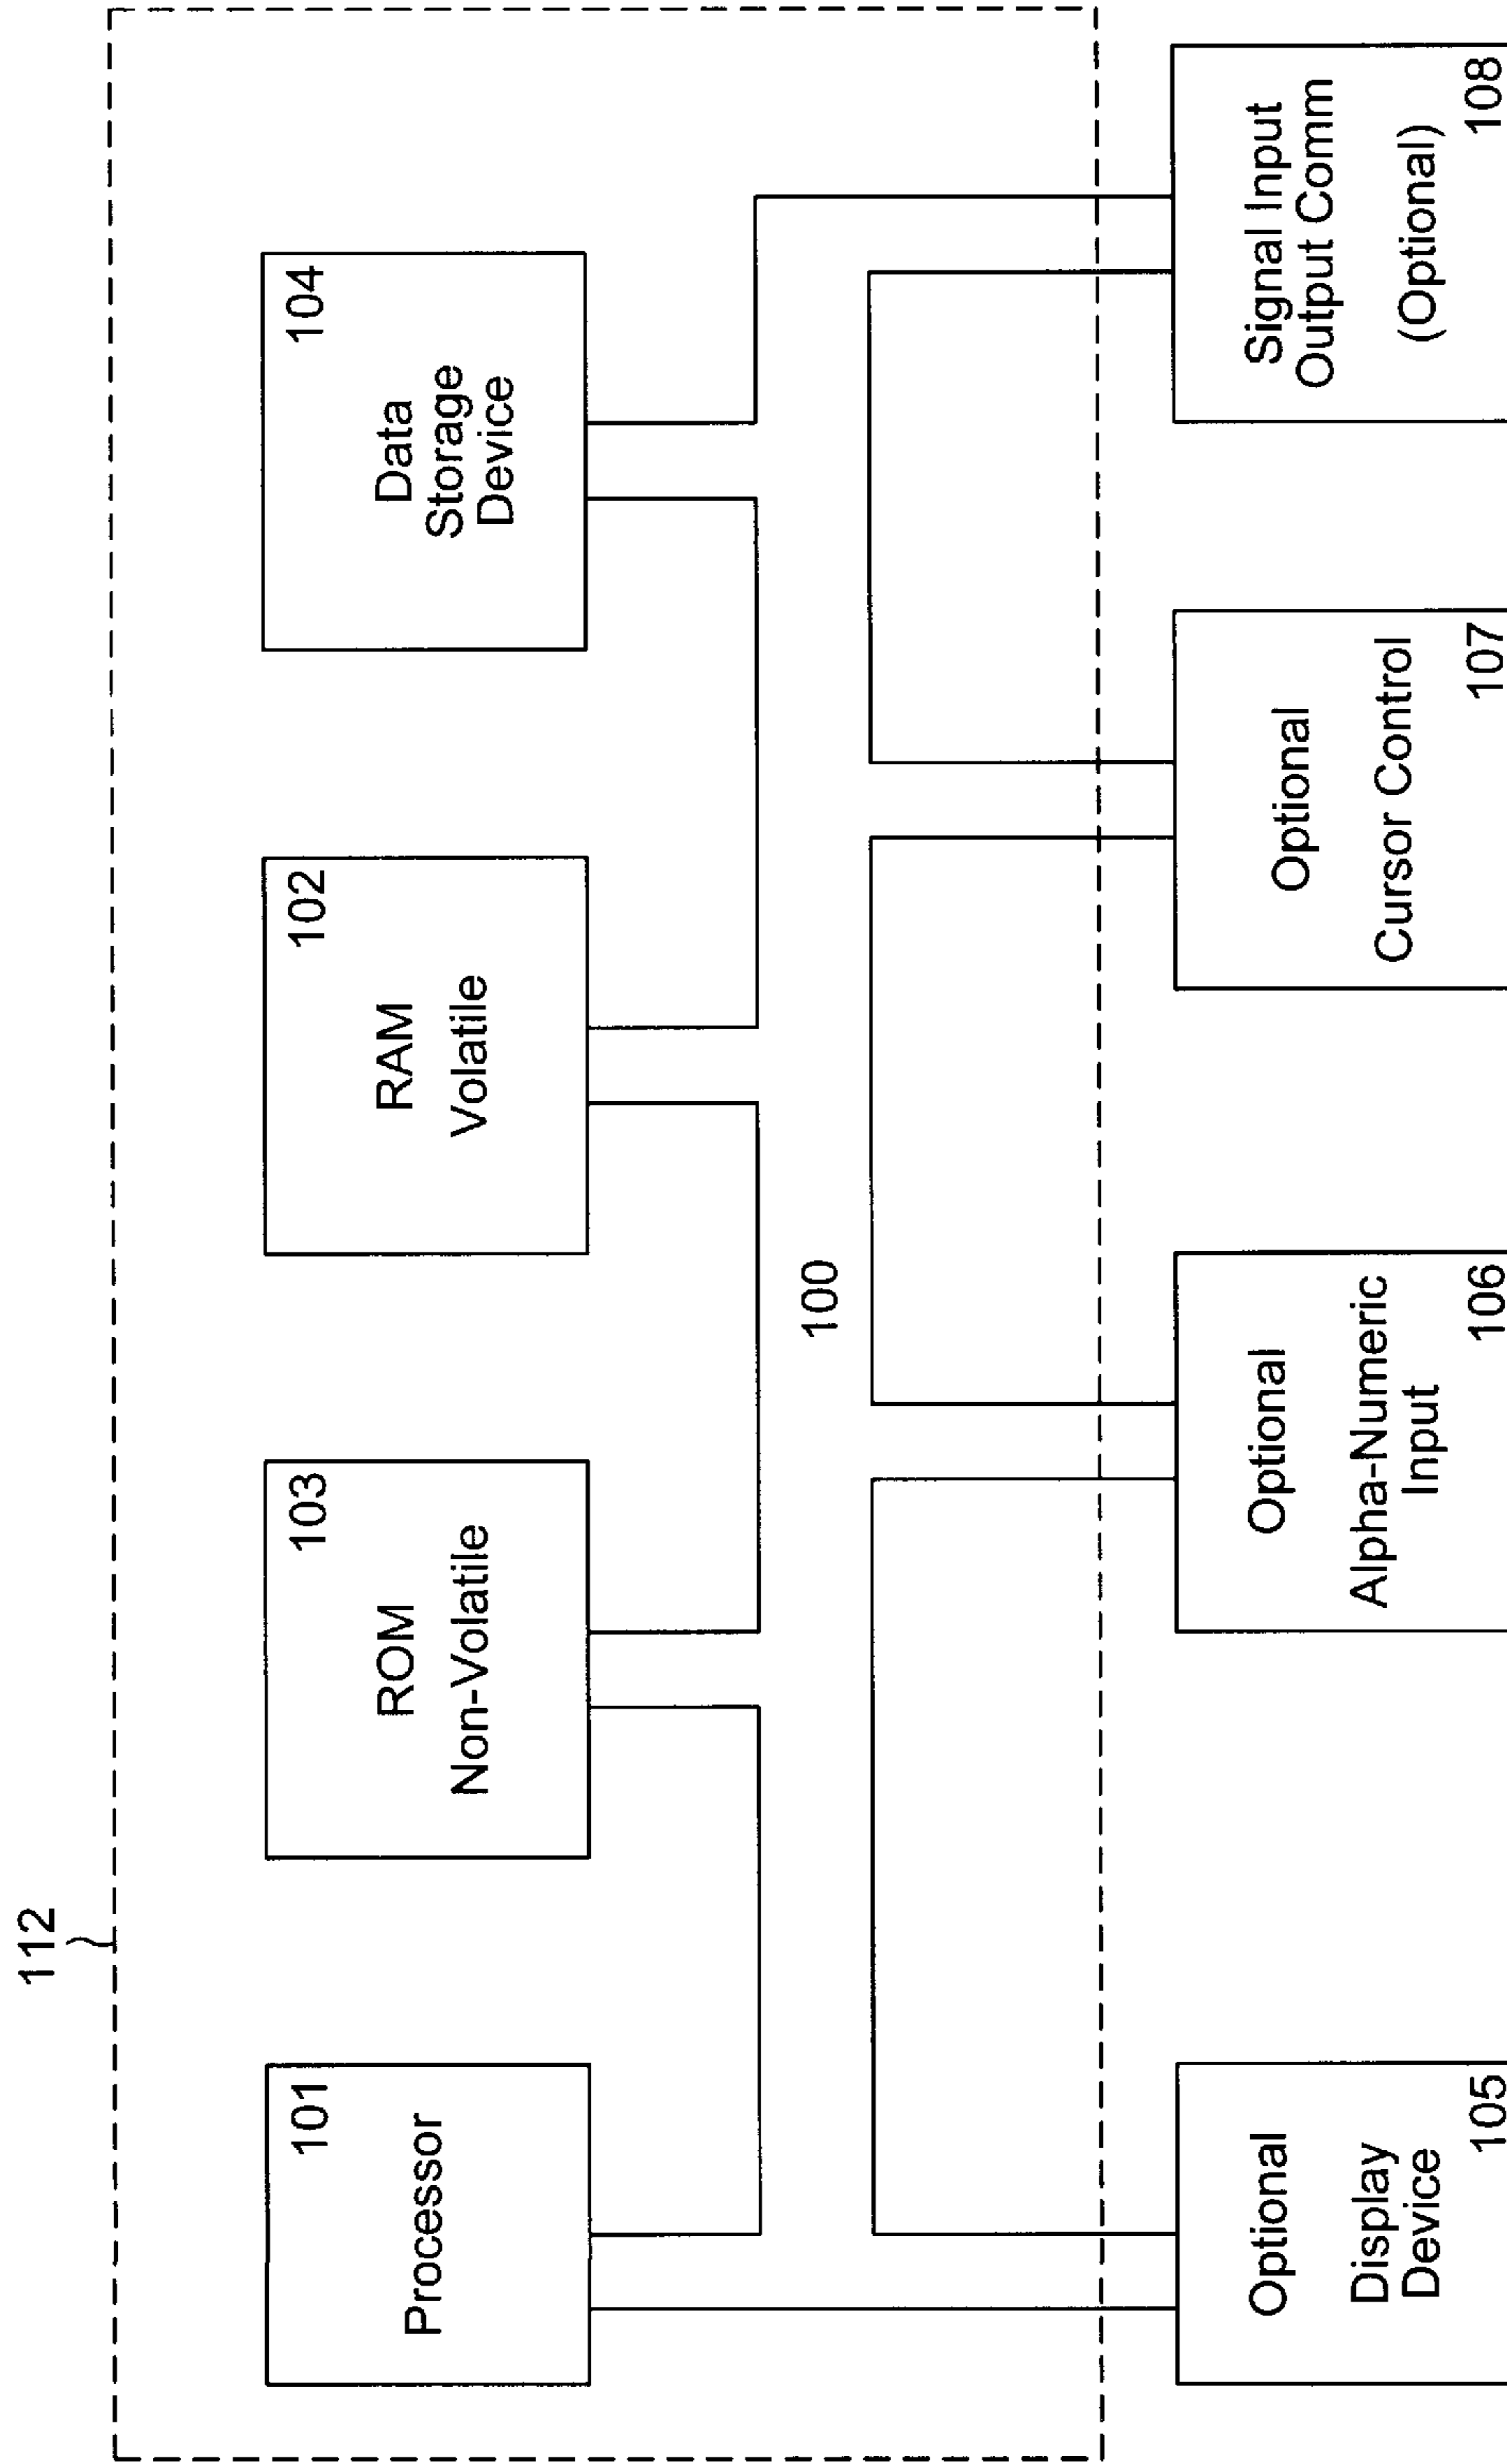 112
101
Processor
103
ROM
Non-Volatile
102
RAM
Volatile
104
Data
Storage
Device
100
Optional
Display
Device
105
Optional
Alpha-Numeric
Input
106
Optional
Cursor Control
107
Signal Input
Output Comm
(Optional)
108